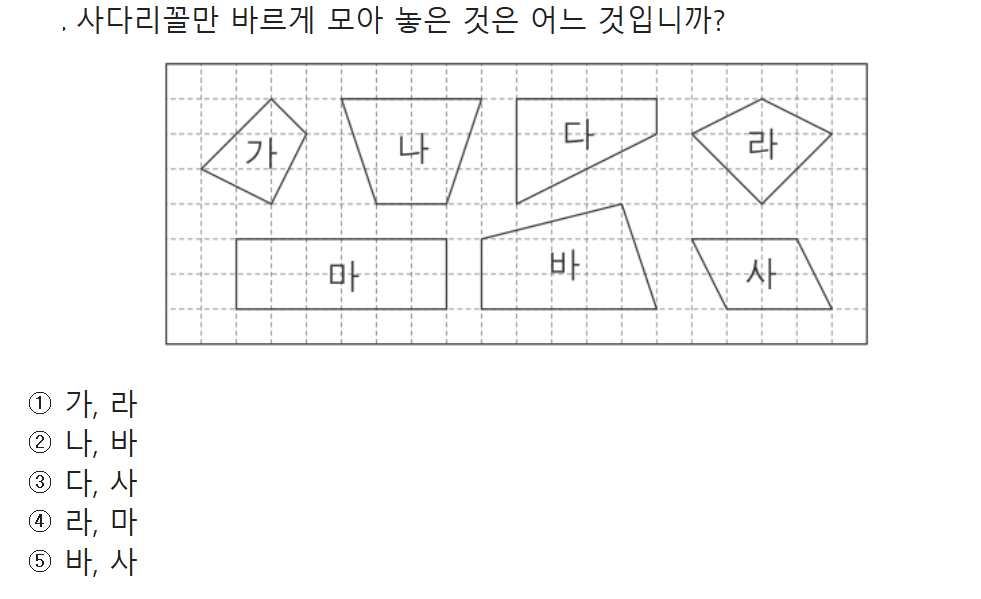 . 사다리꼴만 바르게 모아 놓은 것은 어느 것입니까?
가 나 다 라
마 바 사
① 가, 라
② 나, 바
③ 다, 사
④ 라, 마
⑤ 바, 사